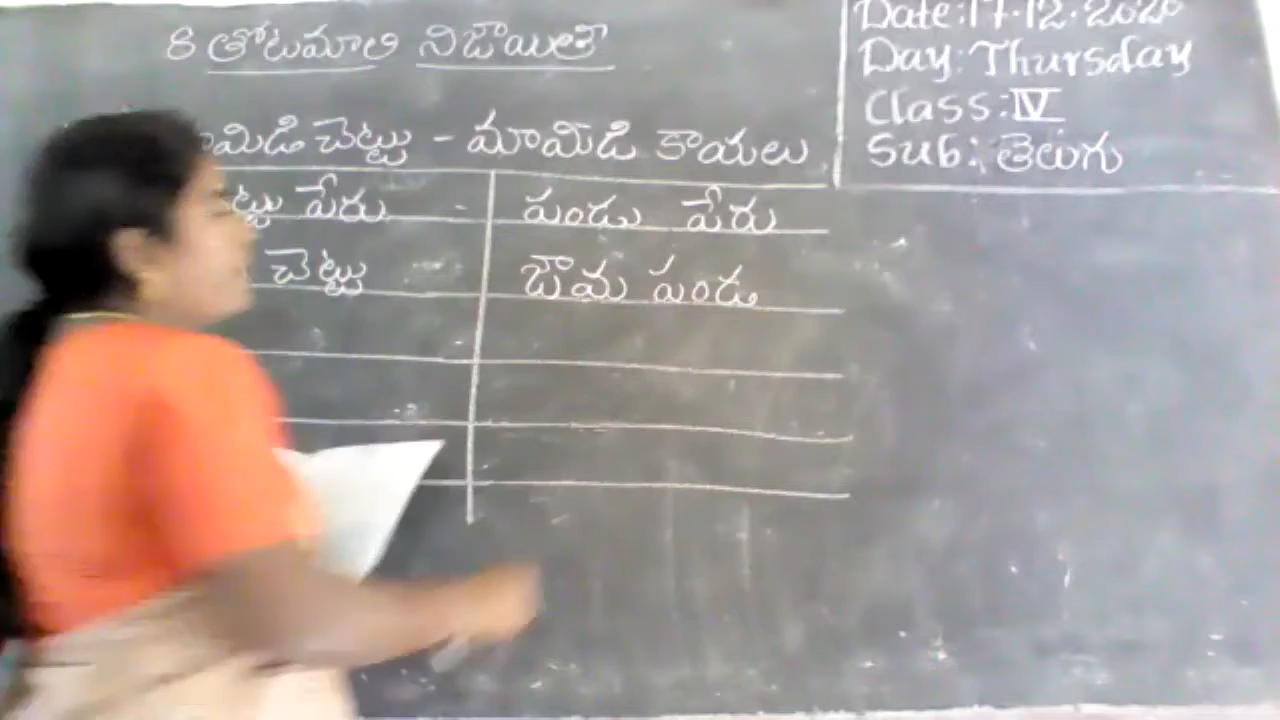 8 తోటమాలి నిజాయితీ
Date:17.12.2020
Day: Thursday
Class: IV
Sub: తెలుగు
మిడి చెట్టు - మామిడి కాయలు
ట్టు పేరు - పండు పేరు
చెట్టు జామ పండు